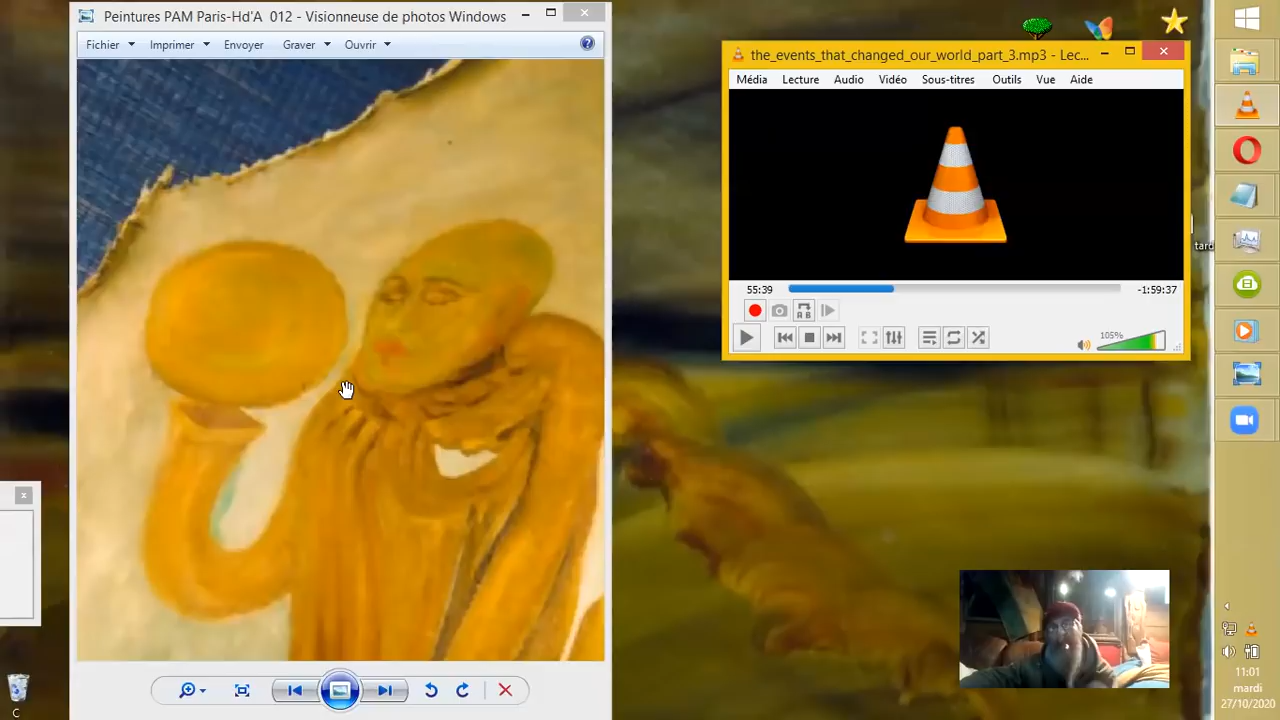 Peintures PAM Paris-Hd'A 012 - Visionneuse de photos Windows
Fichier Imprimer Envoyer Graver Ouvrir
the_events_that_changed_our_world_part_3.mp3 - Lec...
Média Lecture Audio Vidéo Sous-titres Outils Vue Aide
55:39 -1:59:37
A B
105%
tard
C
11:01
mardi
27/10/2020